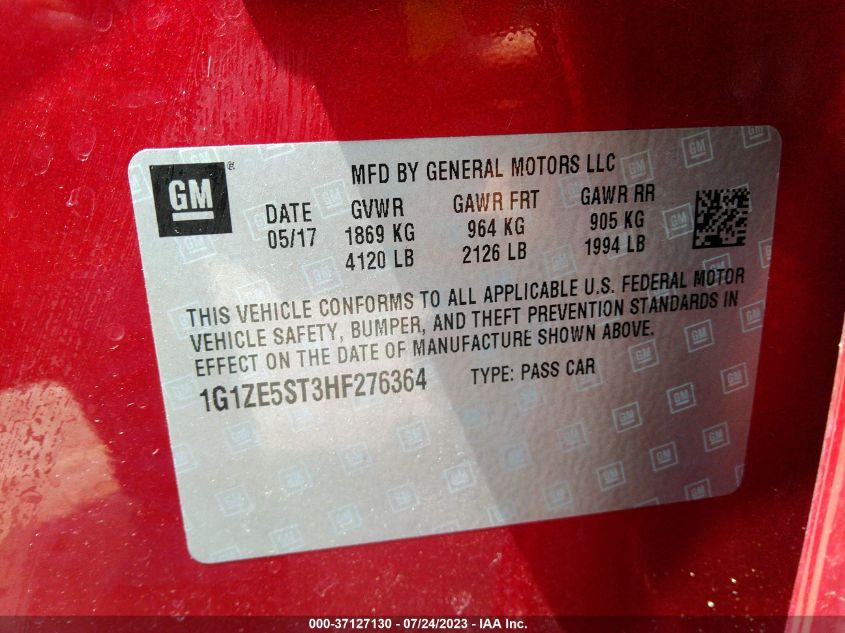 GM ® MFD BY GENERAL MOTORS LLC
DATE GVWR GAWR FRT GAWR RR
05/17 1869 KG 964 KG 905 KG
4120 LB 2126 LB 1994 LB
THIS VEHICLE CONFORMS TO ALL APPLICABLE U.S. FEDERAL MOTOR
VEHICLE SAFETY, BUMPER, AND THEFT PREVENTION STANDARDS IN
EFFECT ON THE DATE OF MANUFACTURE SHOWN ABOVE.
1G1ZE5ST3HF276364 TYPE: PASS CAR
000-37127130 - 07/24/2023 - IAA Inc.